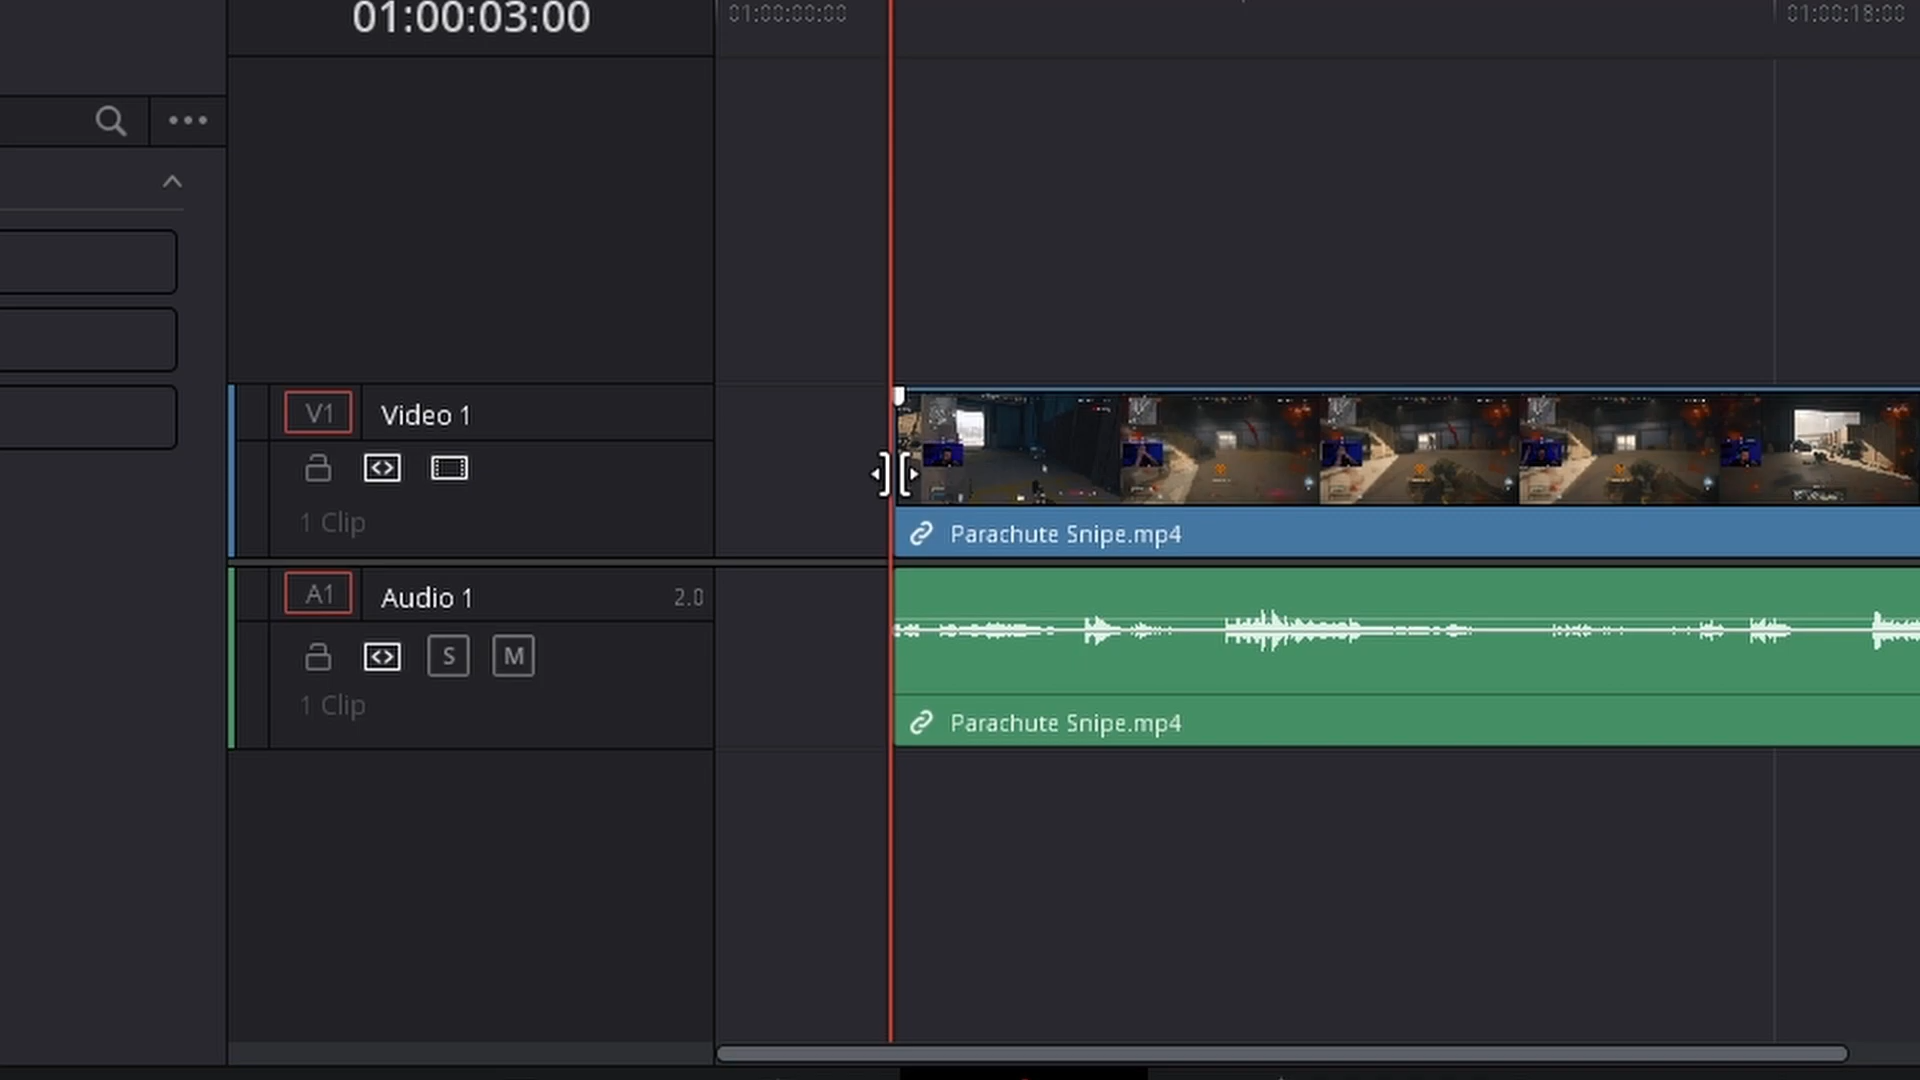 01:00:03:00
01:00:00:00
01:00:18:00
V1
Video 1
1 Clip
Parachute Snipe.mp4
A1
Audio 1
2.0
S
M
1 Clip
Parachute Snipe.mp4